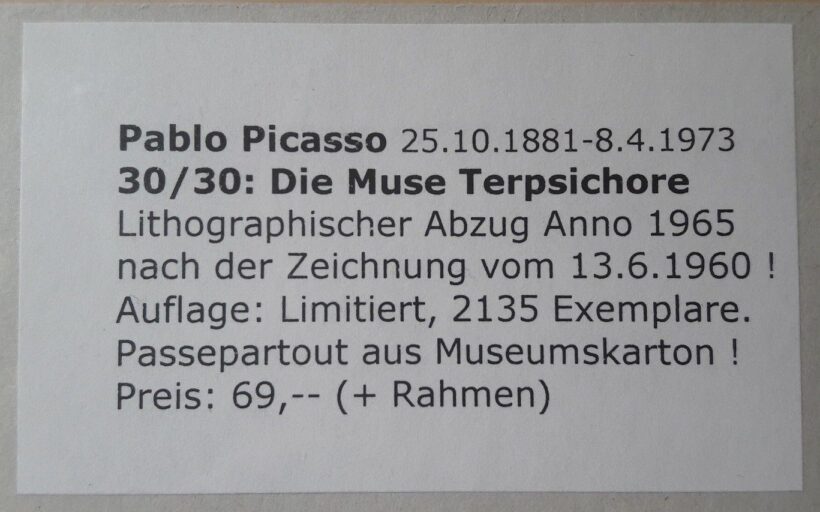 Pablo Picasso 25.10.1881-8.4.1973
30/30: Die Muse Terpsichore
Lithographischer Abzug Anno 1965
nach der Zeichnung vom 13.6.1960 !
Auflage: Limitiert, 2135 Exemplare.
Passepartout aus Museumskarton !
Preis: 69,-- (+ Rahmen)